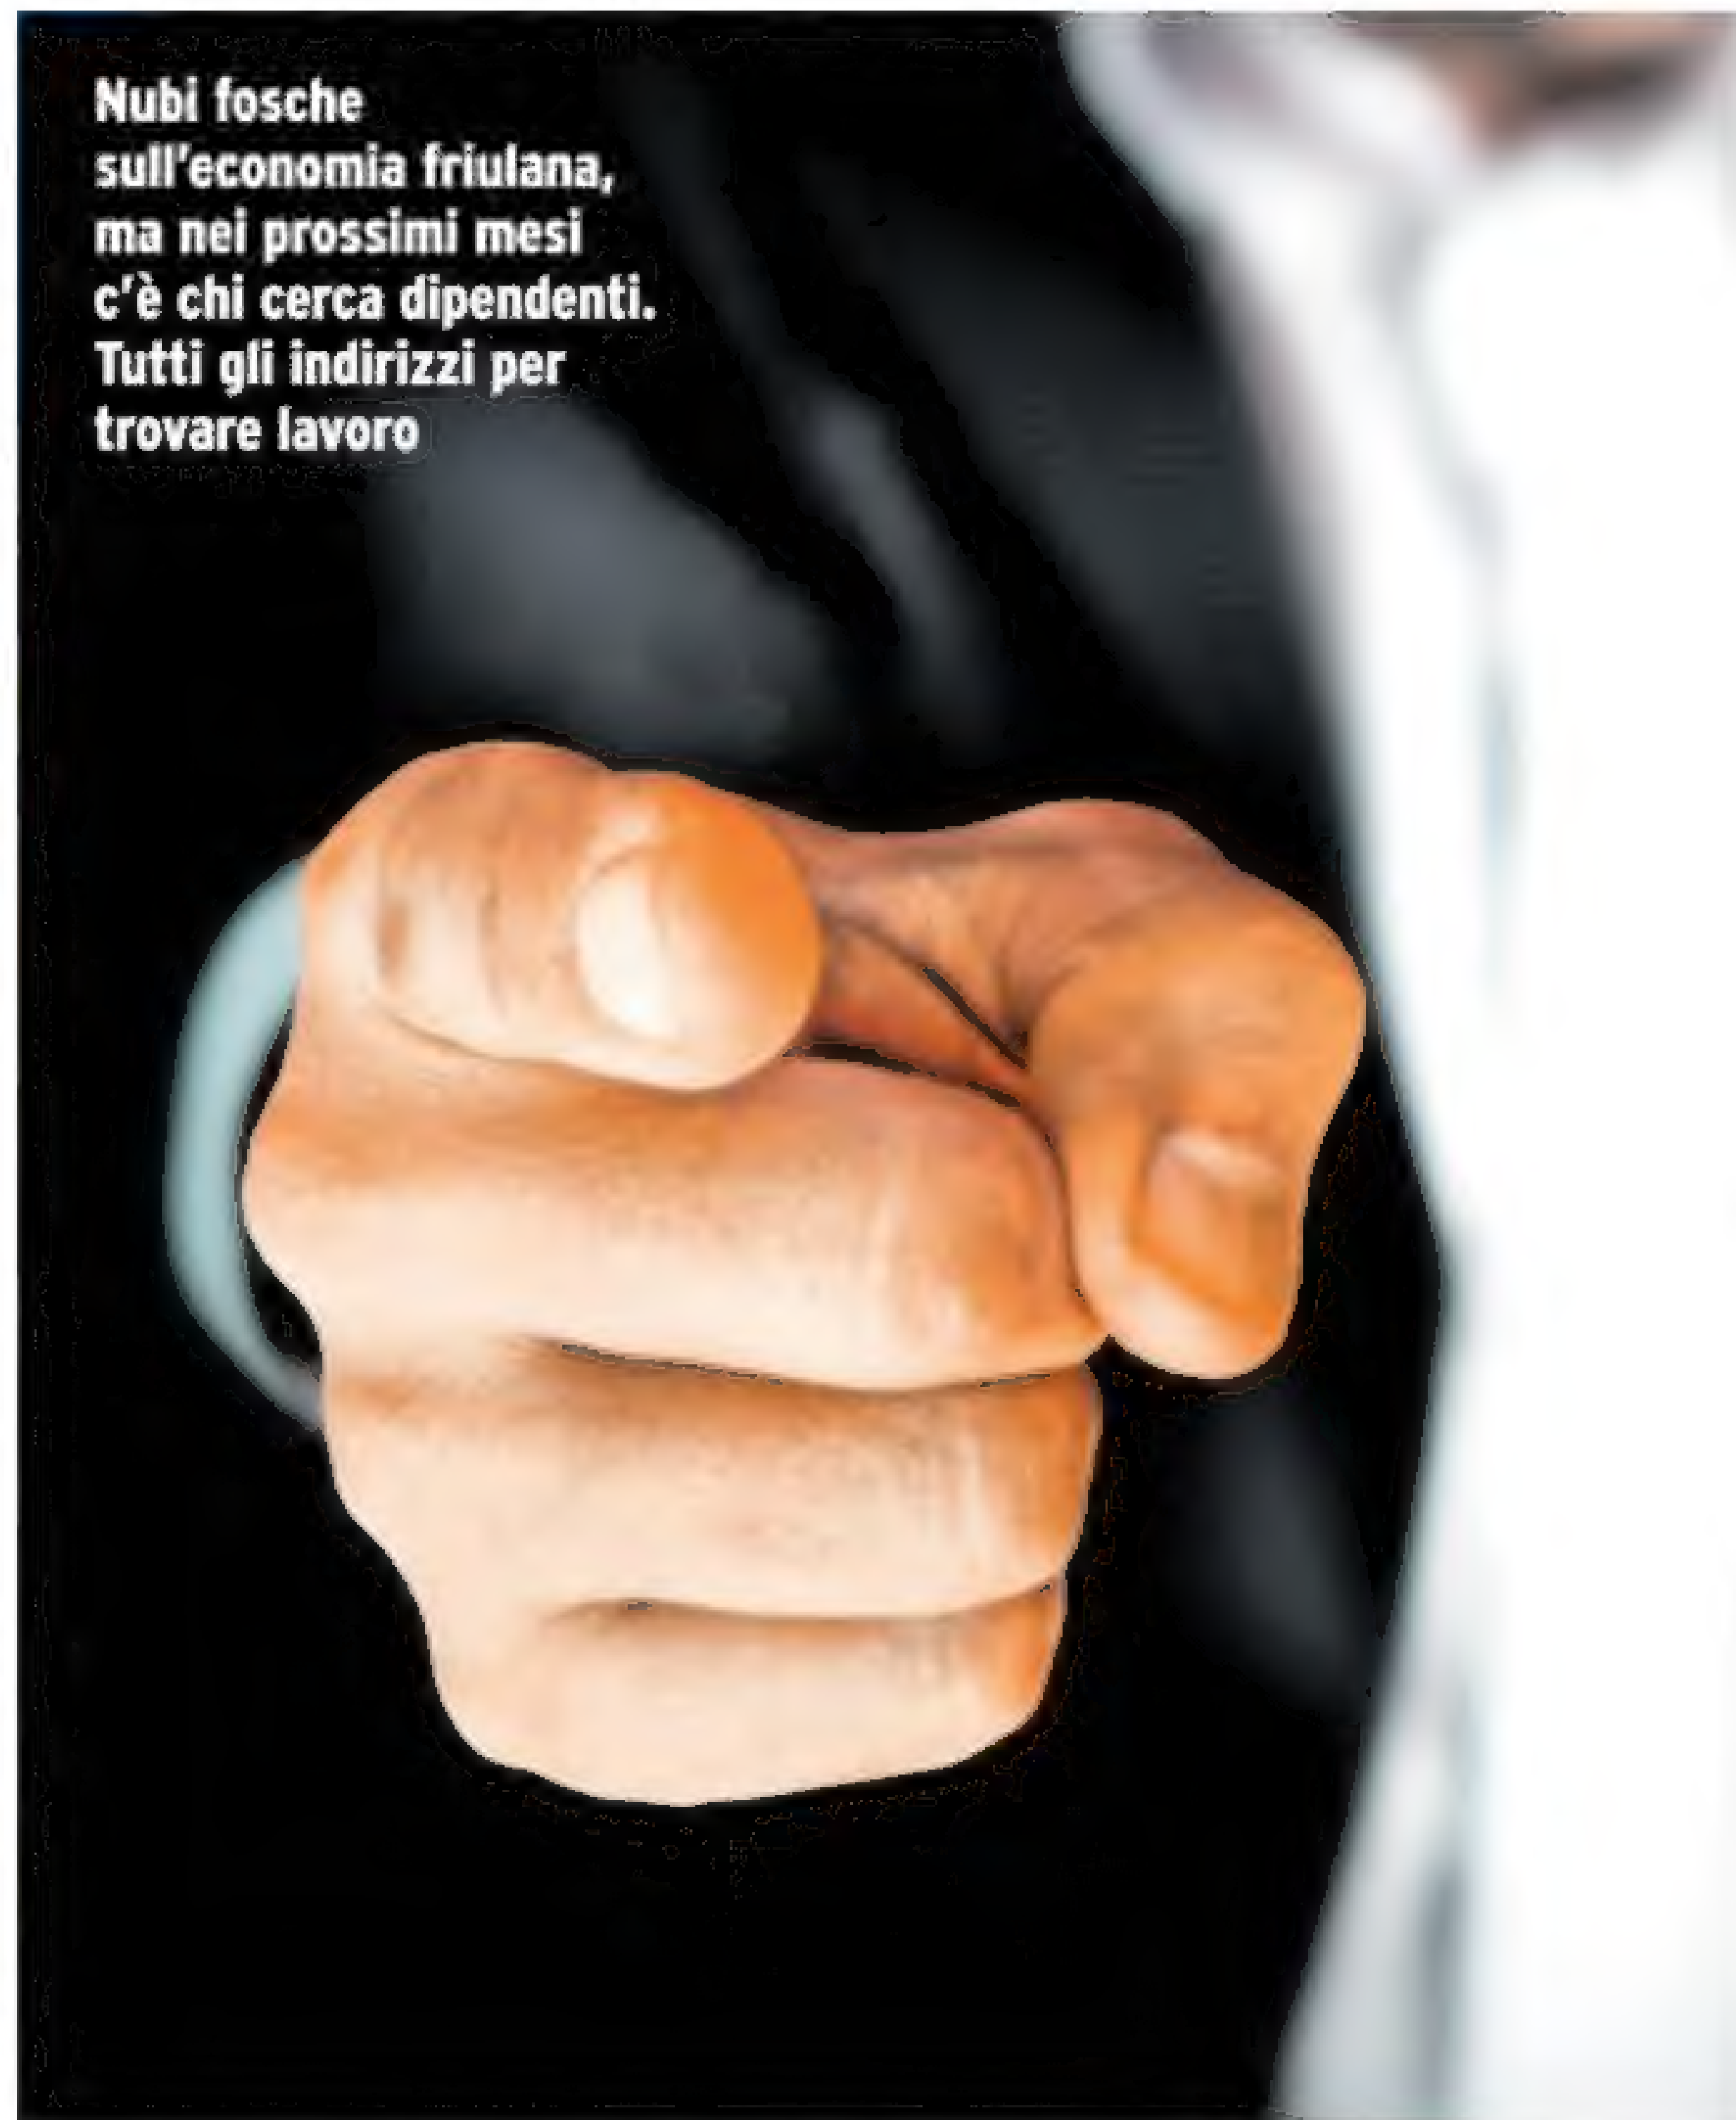 Nubi fosche
sull'economia friulana,
ma nei prossimi mesi
c'è chi cerca dipendenti.
Tutti gli indirizzi per
trovare lavoro